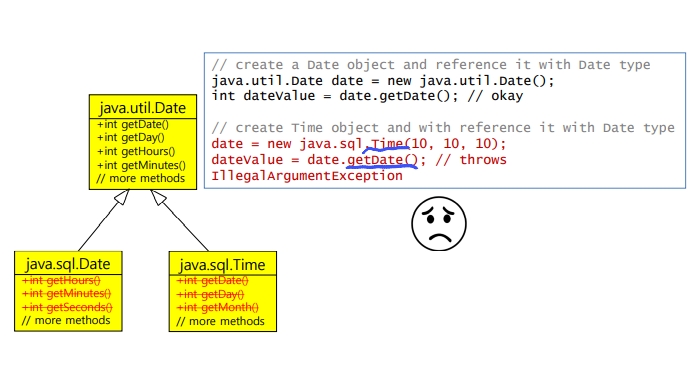 // create a Date object and reference it with Date type
java.util.Date date = new java.util.Date();
int dateValue = date.getDate(); // okay
// create Time object and with reference it with Date type
date = new java.sql.Time(10, 10, 10);
dateValue = date.getDate(); // throws
IllegalArgumentException
java.util.Date
+int getDate()
+int getDay()
+int getHours()
+int getMinutes()
// more methods
java.sql.Date
+int getHours()
+int getMinutes()
+int getSeconds()
// more methods
java.sql.Time
+int getDate()
+int getDay()
+int getMonth()
// more methods